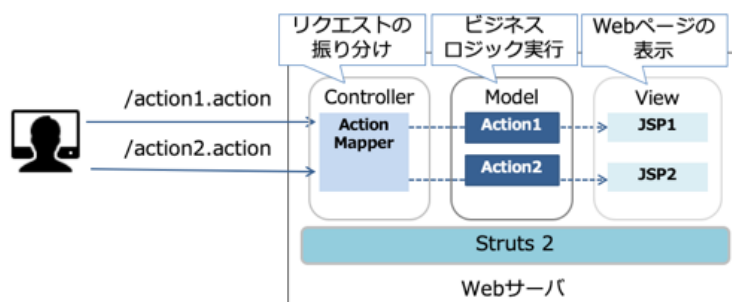 リクエストの
振り分け
ビジネス
ロジック実行
Webページの
表示
/action1.action
/action2.action
Controller
Action
Mapper
Model
Action1
Action2
View
JSP1
JSP2
Struts 2
Webサーバ